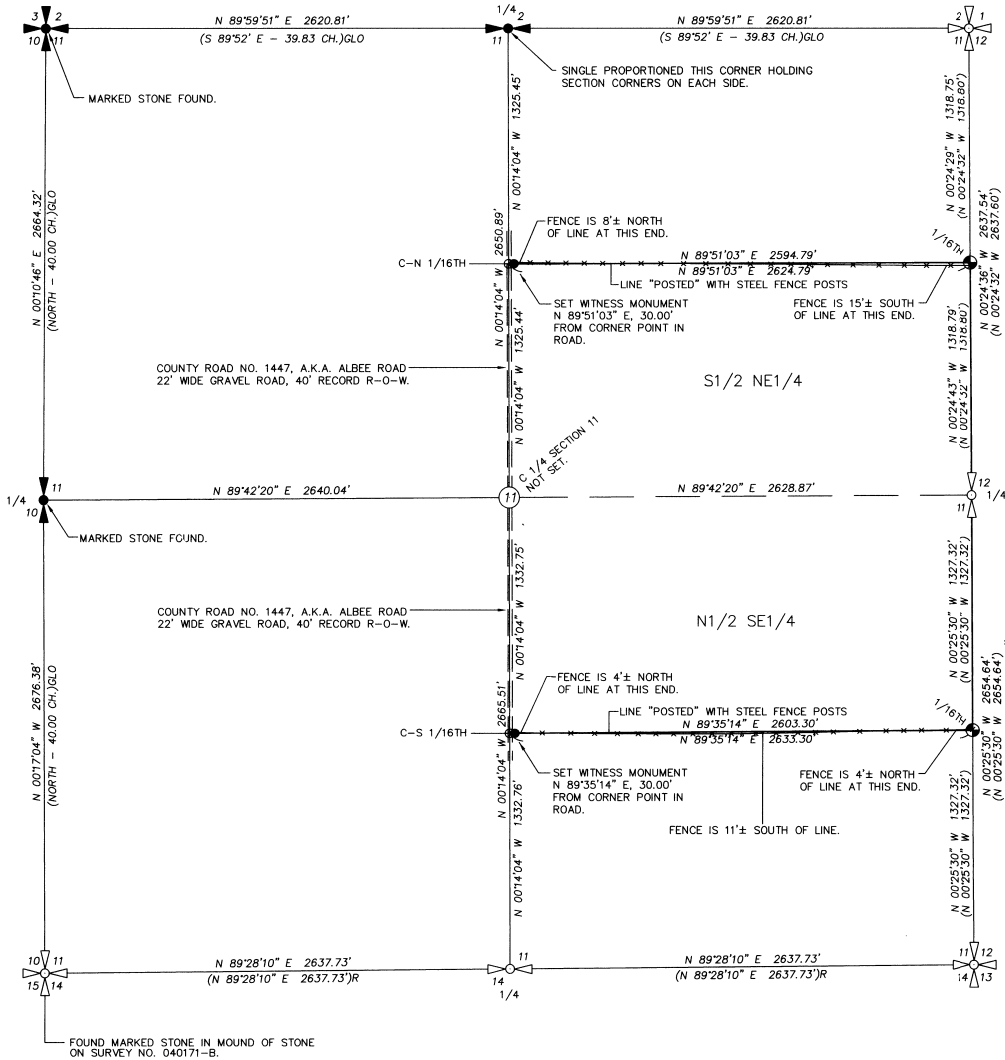 3 2
10 11
N 89°59'51" E 2620.81'
(S 89°52' E - 39.83 CH.)GLO
1/4
2
11
N 89°59'51" E 2620.81'
(S 89°52' E - 39.83 CH.)GLO
2 1
11 12
MARKED STONE FOUND.
SINGLE PROPORTIONED THIS CORNER HOLDING
SECTION CORNERS ON EACH SIDE.
N 00°10'46" E 2664.32'
(NORTH - 40.00 CH.)GLO
N 00°14'04" W 1325.45'
N 00°14'04" W 2650.89'
N 00°24'29" W 1318.75'
(N 00°24'32" W 1318.80')
N 00°24'36" W 2637.54'
(N 00°24'32" W 2637.60')
1/16TH
FENCE IS 8'± NORTH
OF LINE AT THIS END.
C-N 1/16TH
N 89°51'03" E 2594.79'
N 89°51'03" E 2624.79'
LINE "POSTED" WITH STEEL FENCE POSTS
SET WITNESS MONUMENT
N 89°51'03" E, 30.00'
FROM CORNER POINT IN
ROAD.
FENCE IS 15'± SOUTH
OF LINE AT THIS END.
N 00°14'04" W 1325.44'
N 00°24'43" W 1318.79'
(N 00°24'32" W 1318.80')
COUNTY ROAD NO. 1447, A.K.A. ALBEE ROAD
22' WIDE GRAVEL ROAD, 40' RECORD R-O-W.
S1/2 NE1/4
C 1/4 SECTION 11
NOT SET.
1/4
11
10
N 89°42'20" E 2640.04'
11
N 89°42'20" E 2628.87'
12
11
1/4
MARKED STONE FOUND.
N 00°17'04" W 2676.38'
(NORTH - 40.00 CH.)GLO
N 00°14'04" W 1332.75'
N 00°14'04" W 2665.51'
N 00°25'30" W 1327.32'
(N 00°25'30" W 1327.32')
N 00°25'30" W 2654.64'
(N 00°25'30" W 2654.64')
COUNTY ROAD NO. 1447, A.K.A. ALBEE ROAD
22' WIDE GRAVEL ROAD, 40' RECORD R-O-W.
N1/2 SE1/4
FENCE IS 4'± NORTH
OF LINE AT THIS END.
1/16TH
LINE "POSTED" WITH STEEL FENCE POSTS
C-S 1/16TH
N 89°35'14" E 2603.30'
N 89°35'14" E 2633.30'
SET WITNESS MONUMENT
N 89°35'14" E, 30.00'
FROM CORNER POINT IN
ROAD.
FENCE IS 4'± NORTH
OF LINE AT THIS END.
FENCE IS 11'± SOUTH OF LINE.
N 00°14'04" W 1332.76'
N 00°25'30" W 1327.32'
(N 00°25'30" W 1327.32')
10 11
15 14
N 89°28'10" E 2637.73'
(N 89°28'10" E 2637.73')R
11
14
1/4
N 89°28'10" E 2637.73'
(N 89°28'10" E 2637.73')R
11 12
14 13
FOUND MARKED STONE IN MOUND OF STONE
ON SURVEY NO. 040171-B.